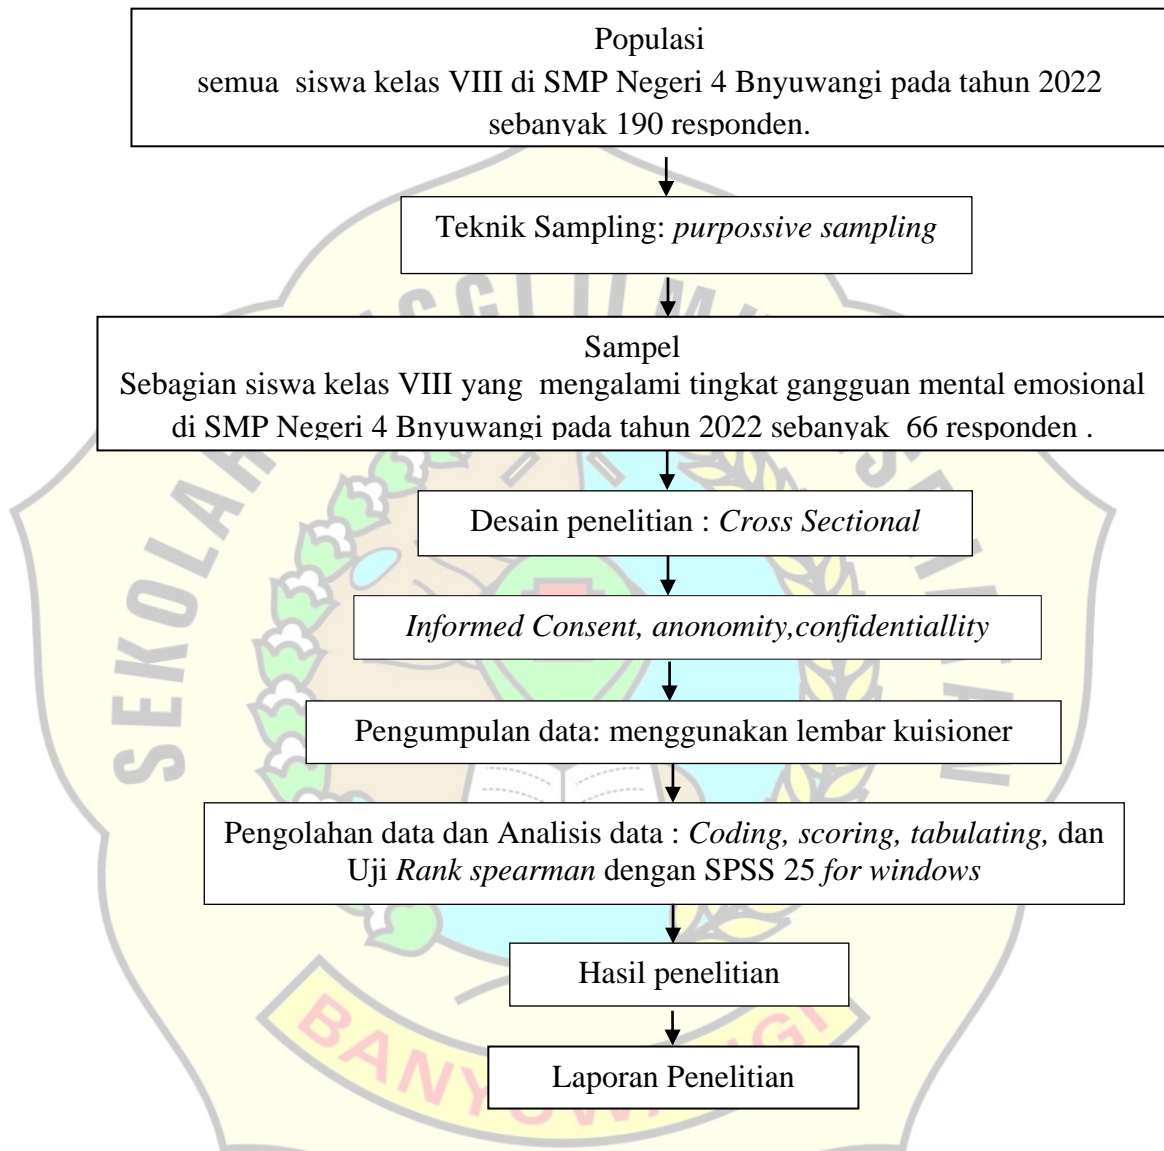 Populasi
semua siswa kelas VIII di SMP Negeri 4 Bnyuwangi pada tahun 2022
sebanyak 190 responden.
Teknik Sampling: purpossive sampling
Sampel
Sebagian siswa kelas VIII yang mengalami tingkat gangguan mental emosional
di SMP Negeri 4 Bnyuwangi pada tahun 2022 sebanyak 66 responden .
Desain penelitian : Cross Sectional
Informed Consent, anonomity,confidentiallity
Pengumpulan data: menggunakan lembar kuisioner
Pengolahan data dan Analisis data : Coding, scoring, tabulating, dan
Uji Rank spearman dengan SPSS 25 for windows
Hasil penelitian
Laporan Penelitian
SEKOLAH